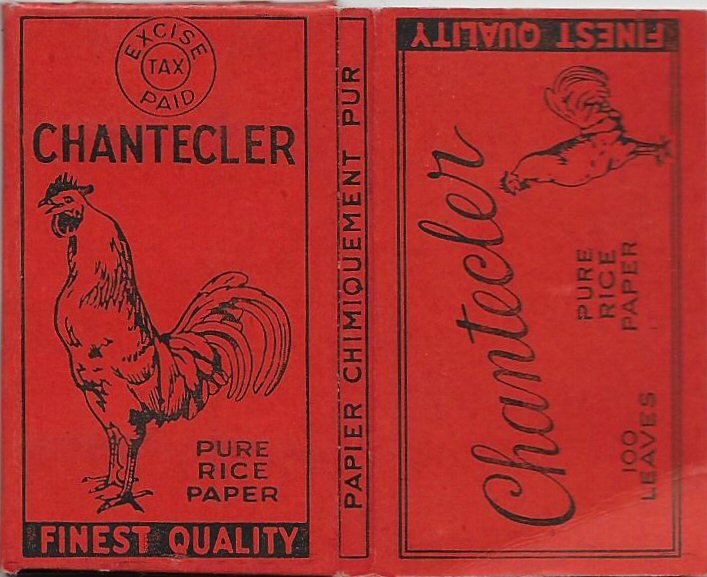 EXCISE
TAX
PAID
CHANTECLER
PURE
RICE
PAPER
FINEST QUALITY
PAPIER CHIMIQUEMENT PUR
FINEST QUALITY
Chantecler
PURE
RICE
PAPER
100
LEAVES